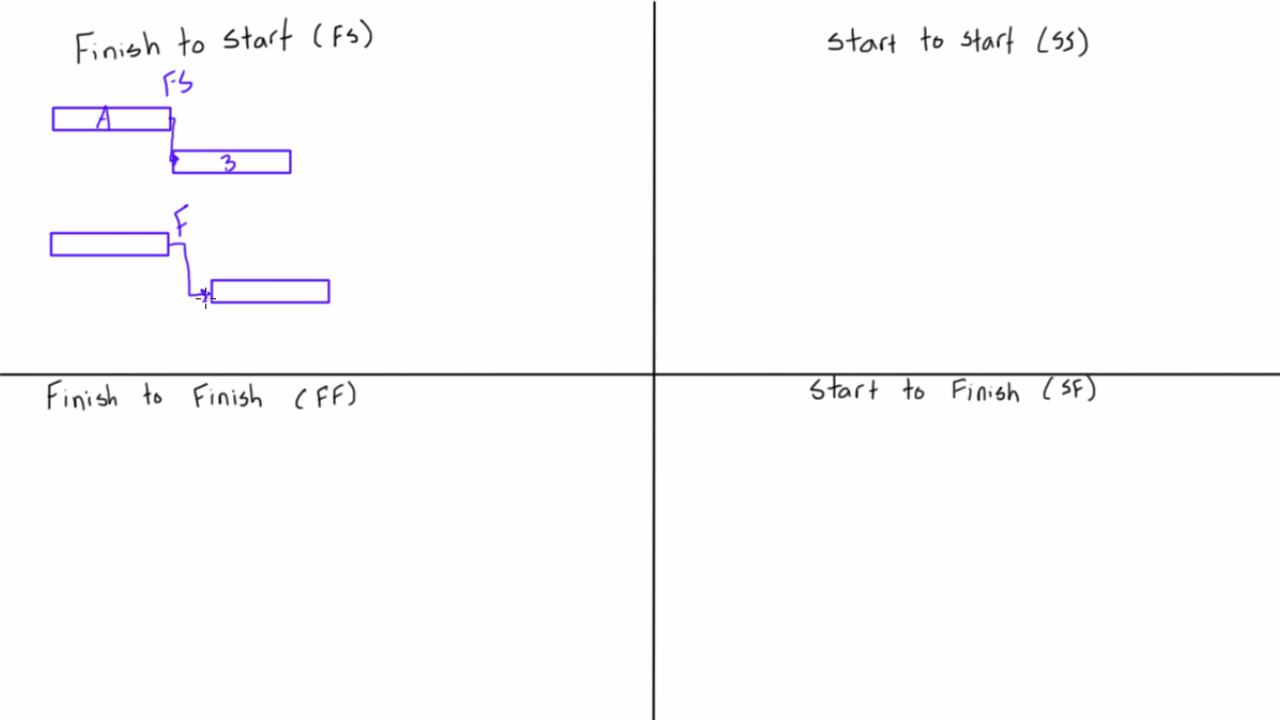 Finish to start (FS)
FS
A
3
F
start to start (SS)
Finish to Finish (FF)
Start to Finish (SF)